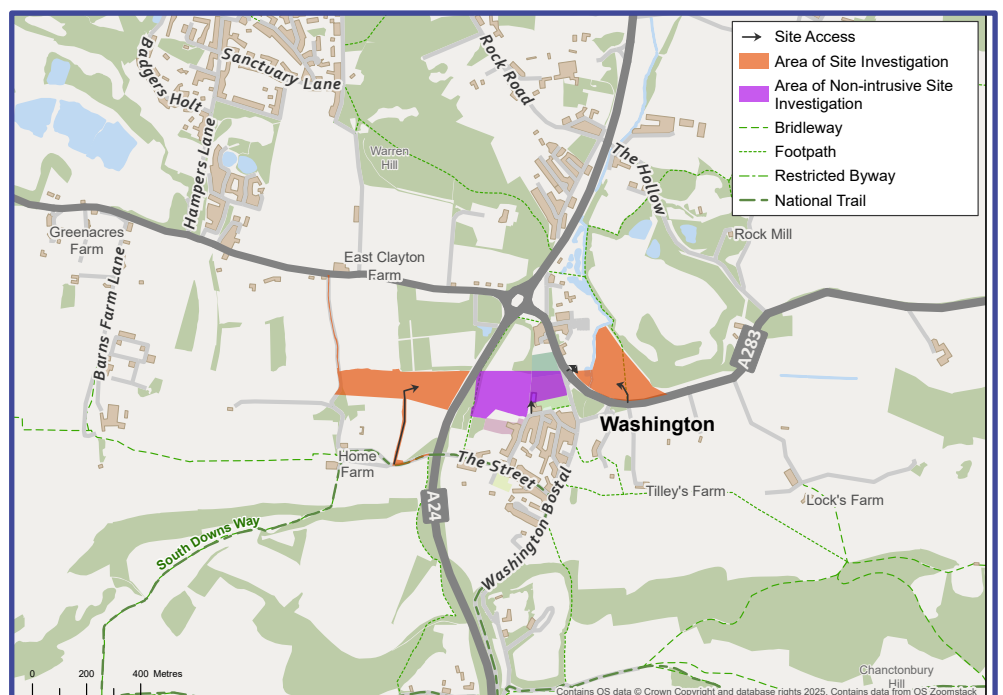 Site Access
Area of Site Investigation
Area of Non-intrusive Site
Investigation
Bridleway
Footpath
Restricted Byway
National Trail
Badgers Holt
Sanctuary Lane
Rock Road
Hampers Lane
Warren
Hill
The Hollow
Rock Mill
Greenacres
Farm
East Clayton
Farm
Barns Farm Lane
A283
Washington
Home
Farm
The Street
A24
Tilley's Farm
Lock's Farm
South Downs Way
Washington Bostal
Chanctonbury
Hill
0 200 400 Metres
Contains OS data © Crown Copyright and database rights 2025. Contains data from OS Zoomstack